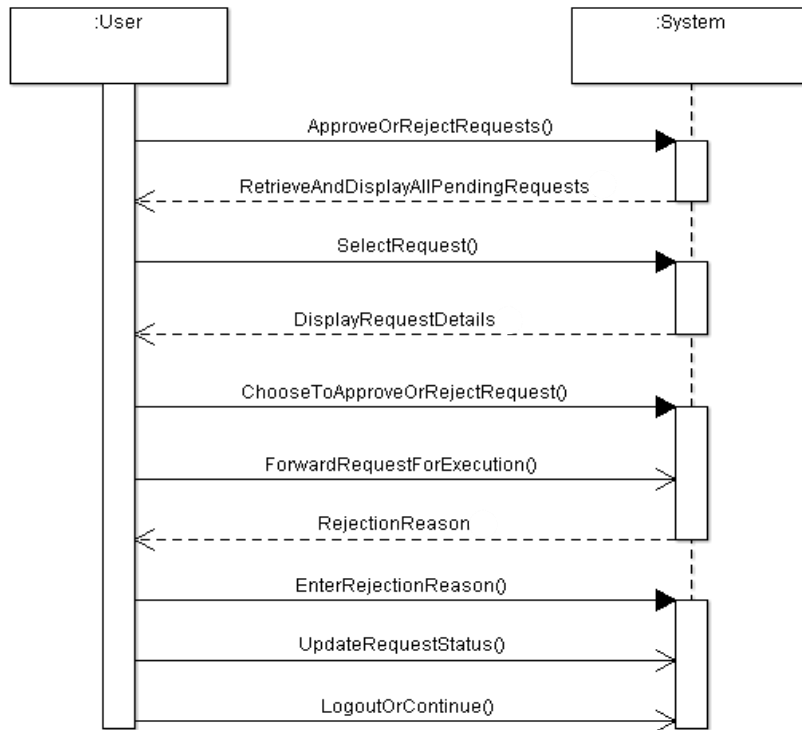 :User
:System
ApproveOrRejectRequests()
RetrieveAndDisplayAllPendingRequests
SelectRequest()
DisplayRequestDetails
ChooseToApproveOrRejectRequest()
ForwardRequestForExecution()
RejectionReason
EnterRejectionReason()
UpdateRequestStatus()
LogoutOrContinue()